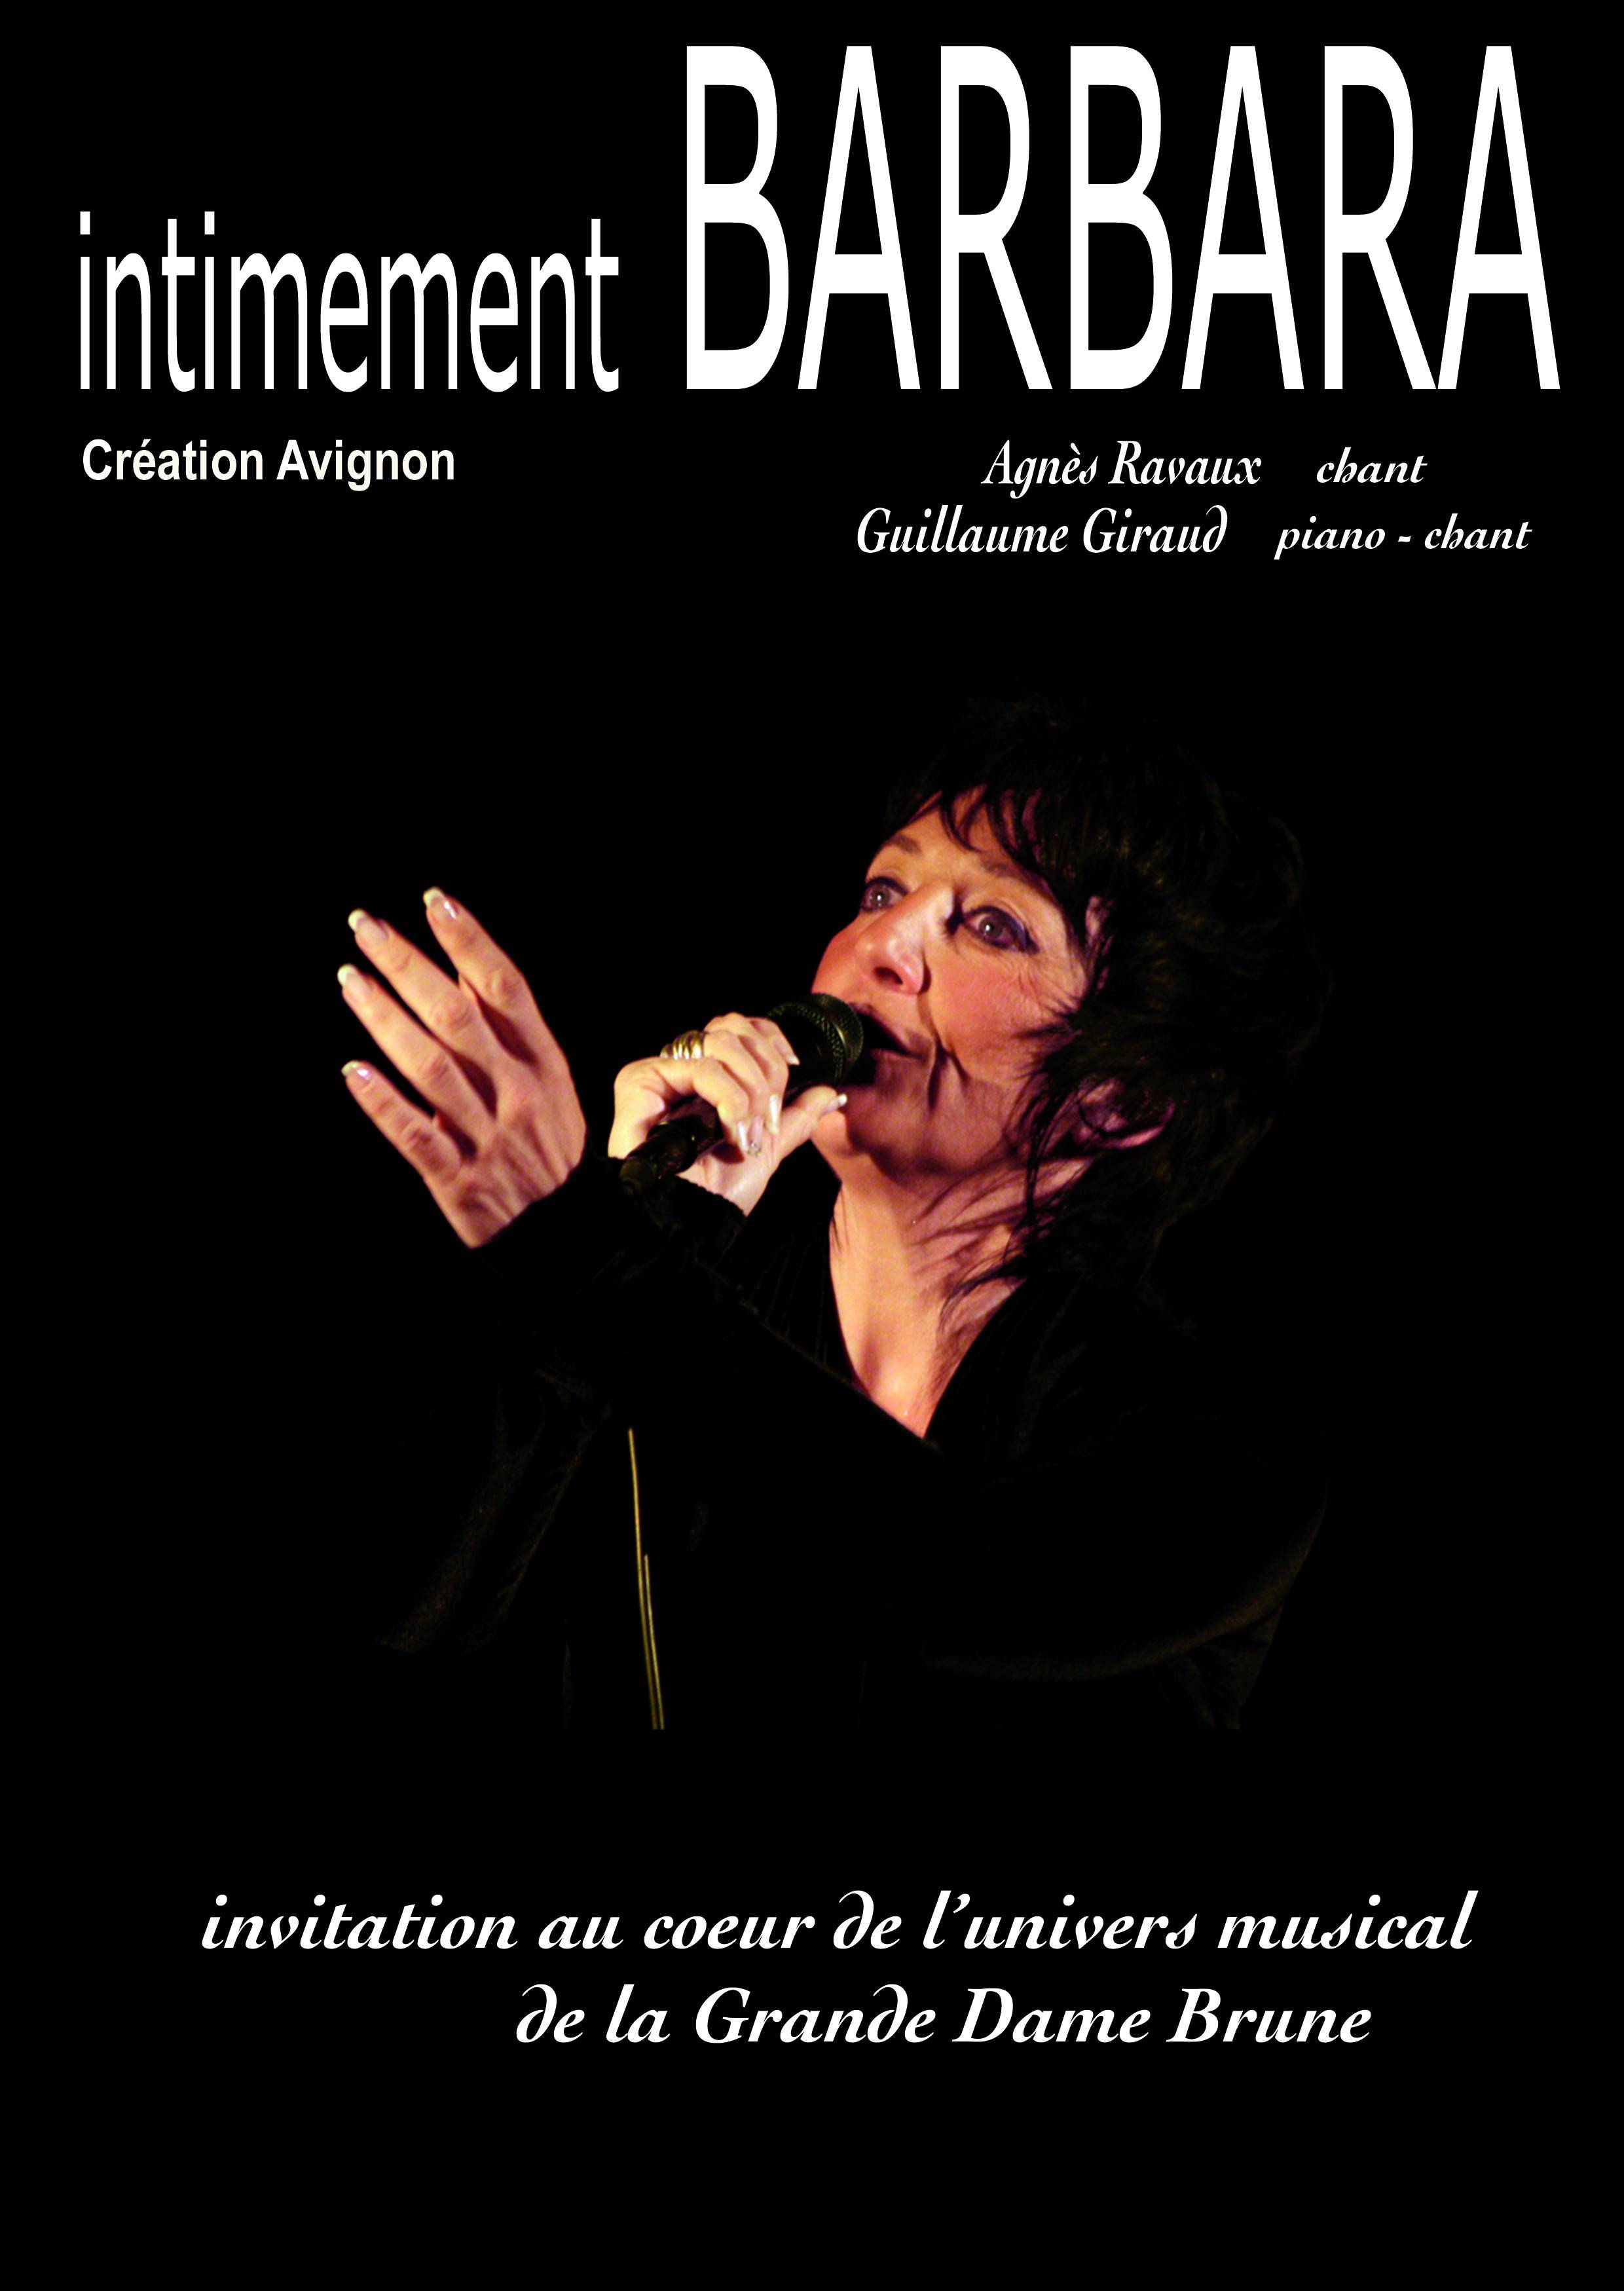 intimement BARBARA
Création Avignon
Agnès Ravaux chant
Guillaume Giraud piano - chant
invitation au coeur de l'univers musical
de la Grande Dame Brune